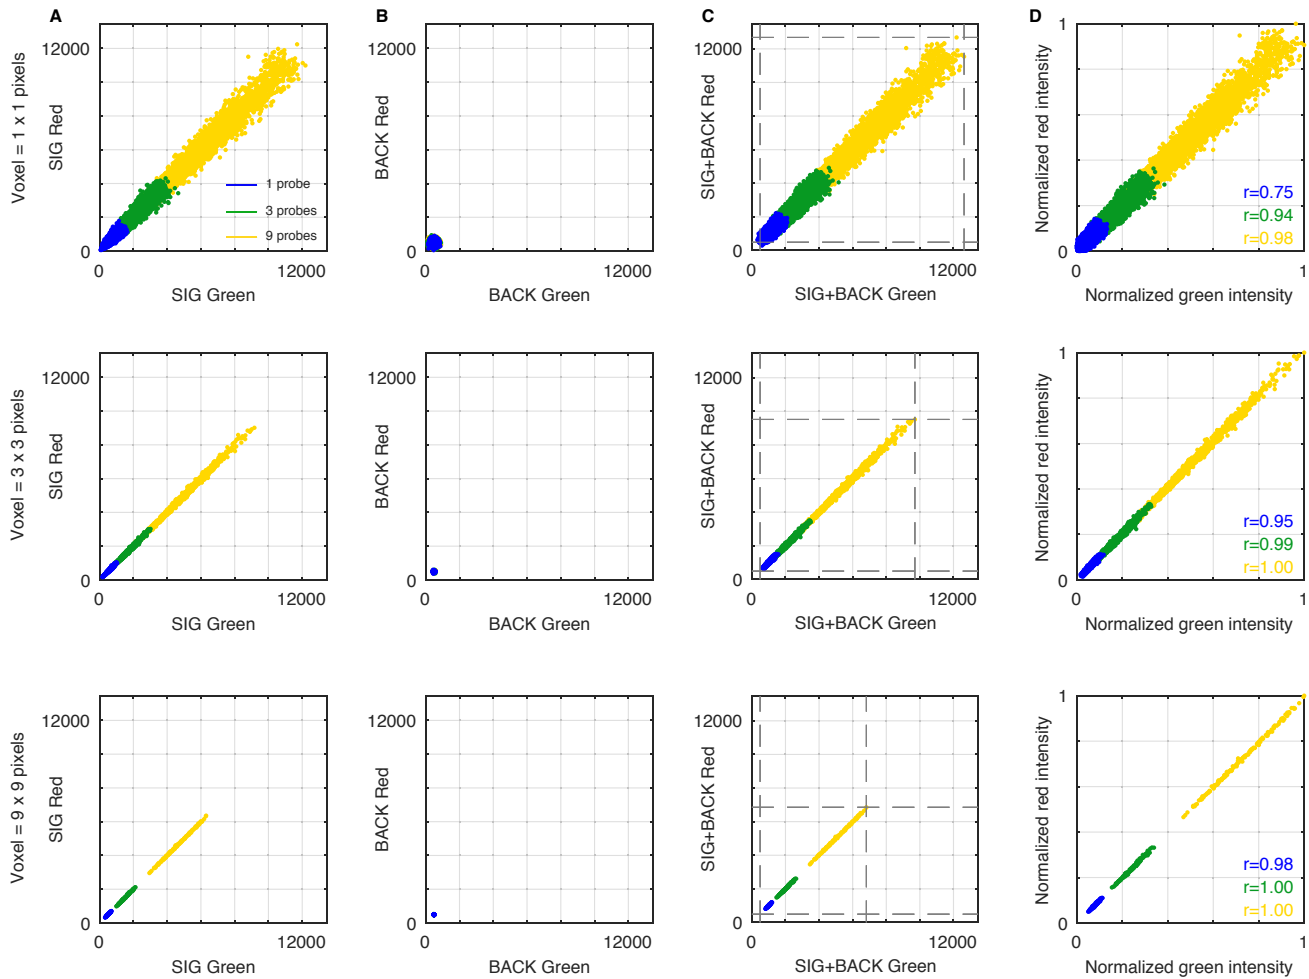 A
B
C
D
Voxel = 1 x 1 pixels
SIG Red
12000
0
1 probe
3 probes
9 probes
0
12000
SIG Green
BACK Red
12000
0
0
12000
BACK Green
SIG+BACK Red
12000
0
0
12000
SIG+BACK Green
Normalized red intensity
1
0
r=0.75
r=0.94
r=0.98
0
1
Normalized green intensity
Voxel = 3 x 3 pixels
SIG Red
12000
0
0
12000
SIG Green
BACK Red
12000
0
0
12000
BACK Green
SIG+BACK Red
12000
0
0
12000
SIG+BACK Green
Normalized red intensity
1
0
r=0.95
r=0.99
r=1.00
0
1
Normalized green intensity
Voxel = 9 x 9 pixels
SIG Red
12000
0
0
12000
SIG Green
BACK Red
12000
0
0
12000
BACK Green
SIG+BACK Red
12000
0
0
12000
SIG+BACK Green
Normalized red intensity
1
0
r=0.98
r=1.00
r=1.00
0
1
Normalized green intensity